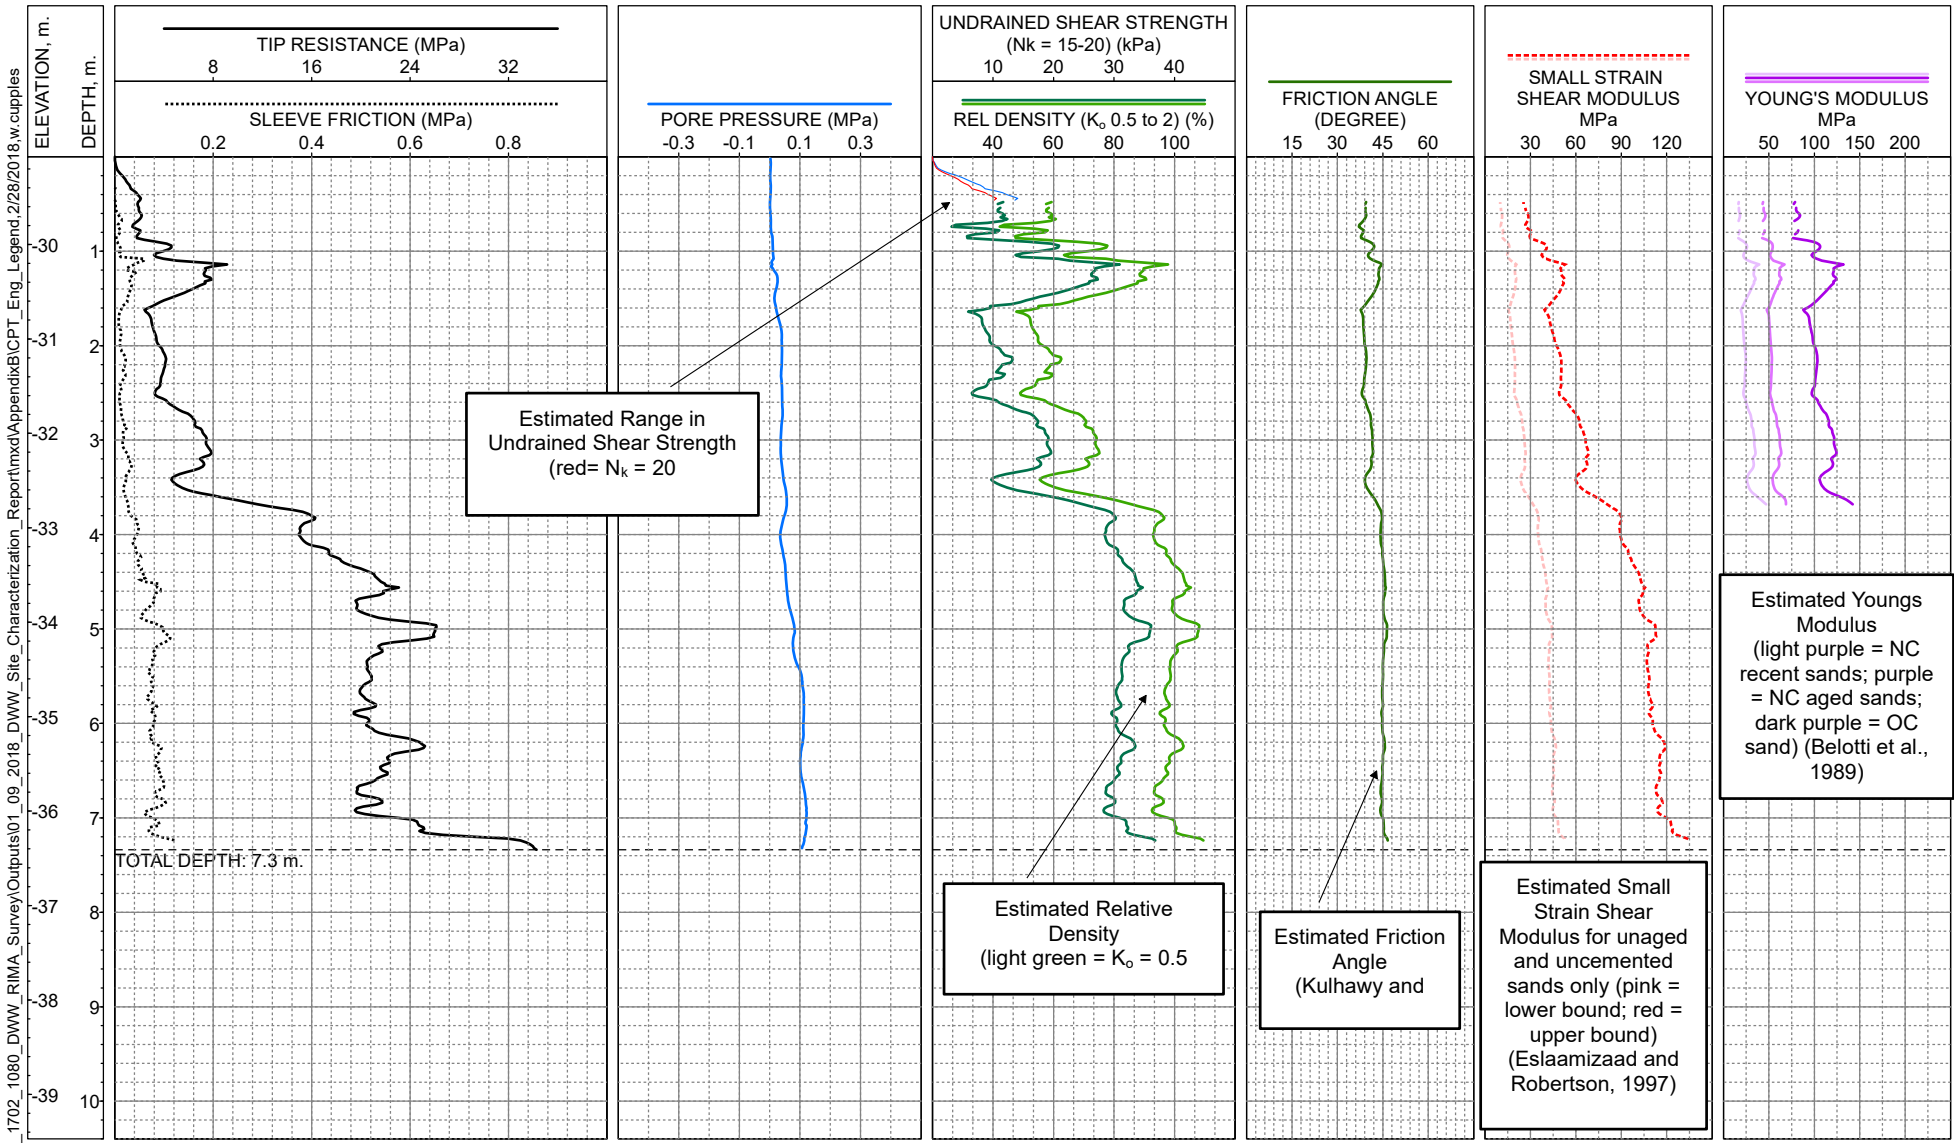 _1702_1080_DWW_RIMA_Survey\Outputs\01_09_2018_DWW_Site_Characterization_Report\mxd\AppendixB\CPT_Eng_Legend,2/28/2018,w.cupples
ELEVATION, m.
DEPTH, m.
TIP RESISTANCE (MPa)
8 16 24 32
SLEEVE FRICTION (MPa)
0.2 0.4 0.6 0.8
PORE PRESSURE (MPa)
-0.3 -0.1 0.1 0.3
UNDRAINED SHEAR STRENGTH
(Nk = 15-20) (kPa)
10 20 30 40
REL DENSITY (Ko 0.5 to 2) (%)
40 60 80 100
FRICTION ANGLE
(DEGREE)
15 30 45 60
SMALL STRAIN
SHEAR MODULUS
MPa
30 60 90 120
YOUNG'S MODULUS
MPa
50 100 150 200
-30
-31
-32
-33
-34
-35
-36
-37
-38
-39
1
2
3
4
5
6
7
8
9
10
Estimated Range in
Undrained Shear Strength
(red= Nk = 20
TOTAL DEPTH: 7.3 m.
Estimated Relative
Density
(light green = Ko = 0.5
Estimated Friction
Angle
(Kulhawy and
Estimated Small
Strain Shear
Modulus for unaged
and uncemented
sands only (pink =
lower bound; red =
upper bound)
(Eslaamizaad and
Robertson, 1997)
Estimated Youngs
Modulus
(light purple = NC
recent sands; purple
= NC aged sands;
dark purple = OC
sand) (Belotti et al.,
1989)